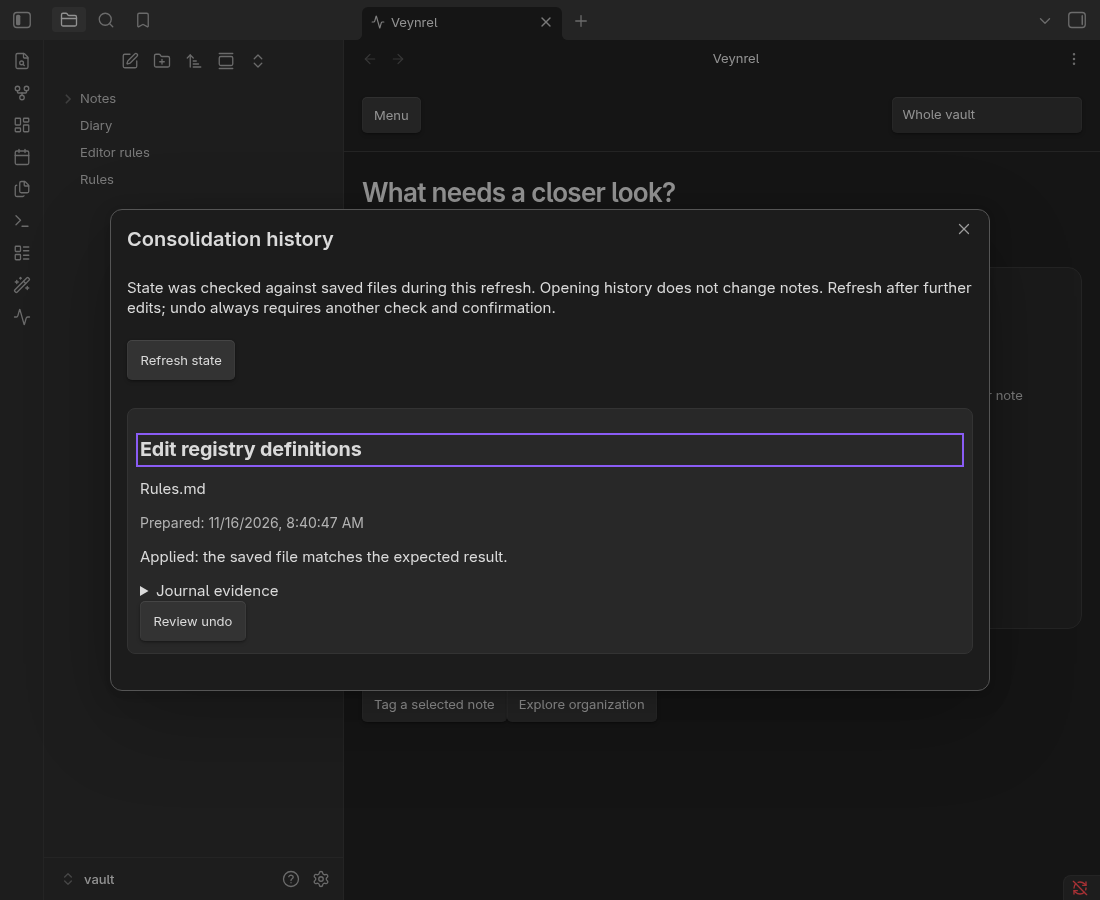 Veynrel
Veynrel
Notes
Diary
Editor rules
Rules
Menu
Whole vault
What needs a closer look?
Consolidation history
State was checked against saved files during this refresh. Opening history does not change notes. Refresh after further
edits; undo always requires another check and confirmation.
Refresh state
note
Edit registry definitions
Rules.md
Prepared: 11/16/2026, 8:40:47 AM
Applied: the saved file matches the expected result.
Journal evidence
Review undo
Tag a selected note
Explore organization
vault